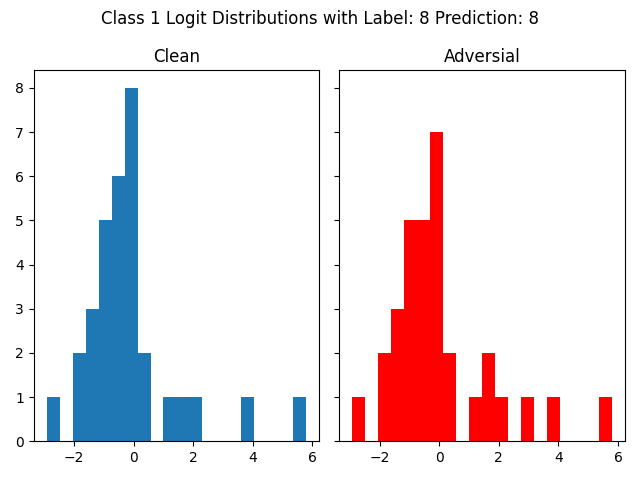 Class 1 Logit Distributions with Label: 8 Prediction: 8
Clean
Adversial
8
7
6
5
4
3
2
1
0
−2 0 2 4 6
−2 0 2 4 6